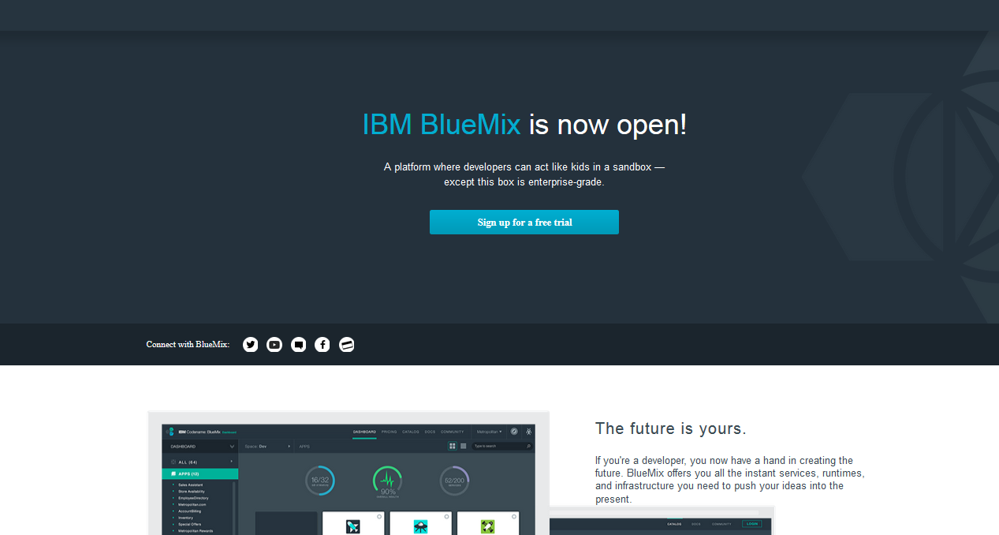 IBM BlueMix is now open!
A platform where developers can act like kids in a sandbox —
except this box is enterprise-grade.
Sign up for a free trial
Connect with BlueMix:
The future is yours.
If you're a developer, you now have a hand in creating the
future. BlueMix offers you all the instant services, runtimes,
and infrastructure you need to push your ideas into the
present.
IBM Codename: BlueMix Dashboard
DASHBOARD PRICING CATALOG DOCS COMMUNITY Metropolitan
DASHBOARD Space: Dev APPS Type to search
ALL (64)
APPS (12)
16/32
90%
OVERALL HEALTH
52/200
SERVICES
Sales Assistant
Store Availability
EmployeeDirectory
Metropolitan.com
AccountBilling
Inventory
Special Offers
Metropolitan Rewards
CATALOG DOCS COMMUNITY LOGIN